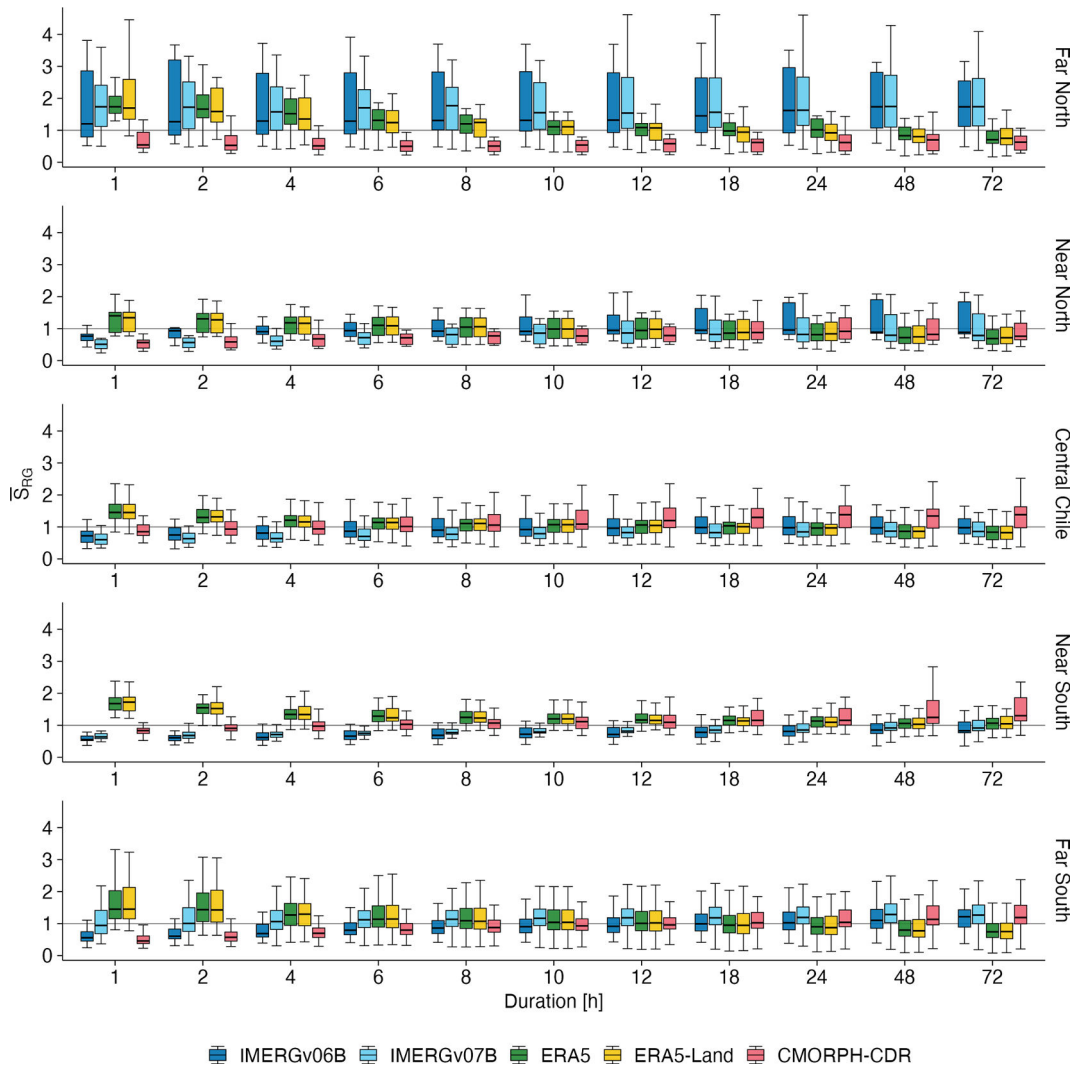 4
3
2
1
0
1 2 4 6 8 10 12 18 24 48 72
Far North
4
3
2
1
0
1 2 4 6 8 10 12 18 24 48 72
Near North
S̅RG
4
3
2
1
0
1 2 4 6 8 10 12 18 24 48 72
Central Chile
4
3
2
1
0
1 2 4 6 8 10 12 18 24 48 72
Near South
4
3
2
1
0
1 2 4 6 8 10 12 18 24 48 72
Far South
Duration [h]
IMERGv06B IMERGv07B ERA5 ERA5-Land CMORPH-CDR